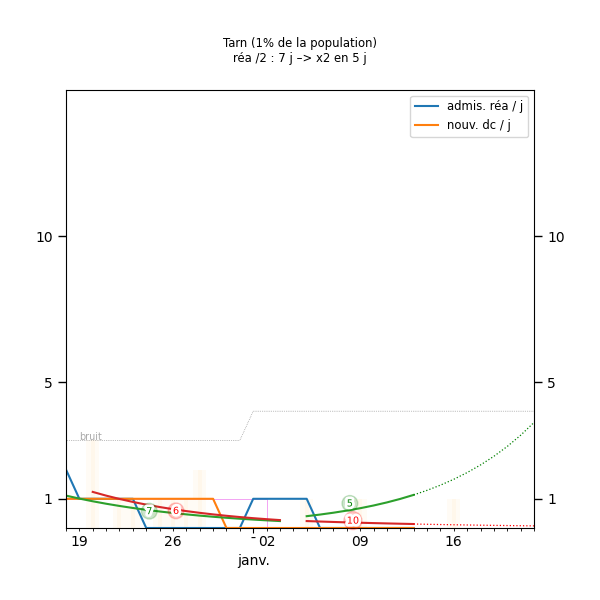 Tarn (1% de la population)
réa /2 : 7 j –> x2 en 5 j
admis. réa / j
nouv. dc / j
10
10
5
5
bruit
1
1
7
6
5
10
19
26
- 02
09
16
janv.